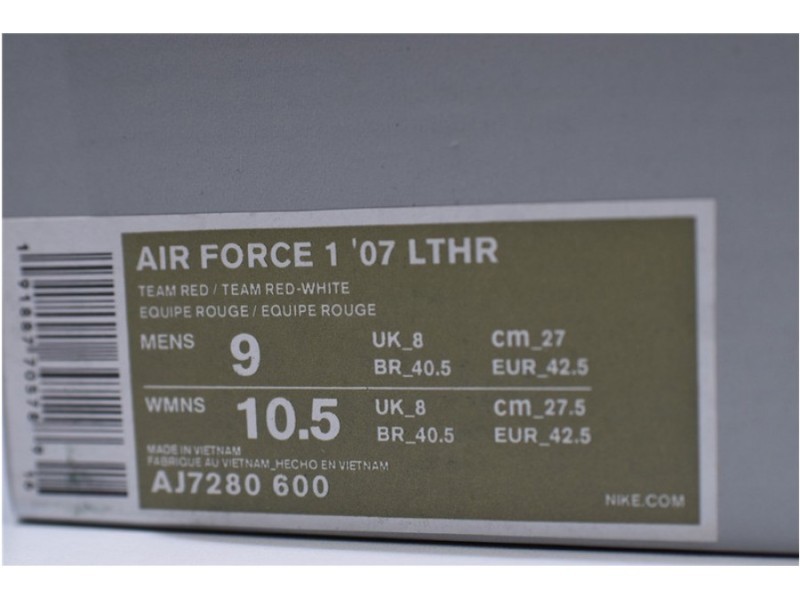 AIR FORCE 1 '07 LTHR
TEAM RED / TEAM RED-WHITE
EQUIPE ROUGE / EQUIPE ROUGE
MENS 9 UK_8 cm_27
BR_40.5 EUR_42.5
WMNS 10.5 UK_8 cm_27.5
BR_40.5 EUR_42.5
MADE IN VIETNAM
FABRIQUE AU VIETNAM_HECHO EN VIETNAM
AJ7280 600
NIKE.COM